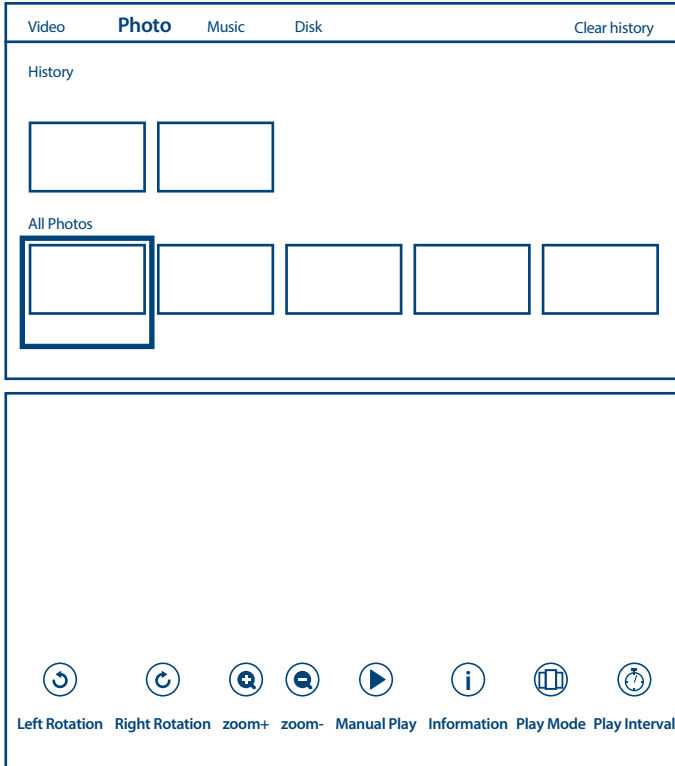 Video Photo Music Disk Clear history
History
All Photos
Left Rotation Right Rotation zoom+ zoom- Manual Play Information Play Mode Play Interval